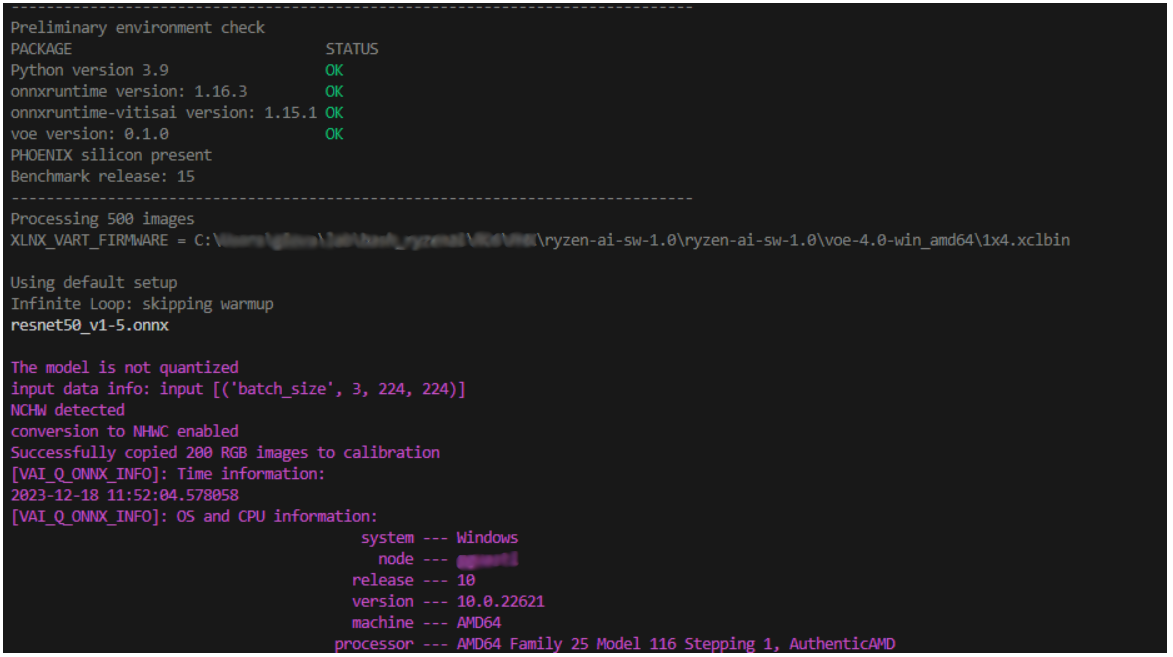 Preliminary environment check
PACKAGE STATUS
Python version 3.9 OK
onnxruntime version: 1.16.3 OK
onnxruntime-vitisai version: 1.15.1 OK
voe version: 0.1.0 OK
PHOENIX silicon present
Benchmark release: 15
Processing 500 images
XLNX_VART_FIRMWARE = C:\ \ryzen-ai-sw-1.0\ryzen-ai-sw-1.0\voe-4.0-win_amd64\1x4.xclbin
Using default setup
Infinite Loop: skipping warmup
resnet50_v1-5.onnx
The model is not quantized
input data info: input [('batch_size', 3, 224, 224)]
NCHW detected
conversion to NHWC enabled
Successfully copied 200 RGB images to calibration
[VAI_Q_ONNX_INFO]: Time information:
2023-12-18 11:52:04.578058
[VAI_Q_ONNX_INFO]: OS and CPU information:
system --- Windows
node ---
release --- 10
version --- 10.0.22621
machine --- AMD64
processor --- AMD64 Family 25 Model 116 Stepping 1, AuthenticAMD